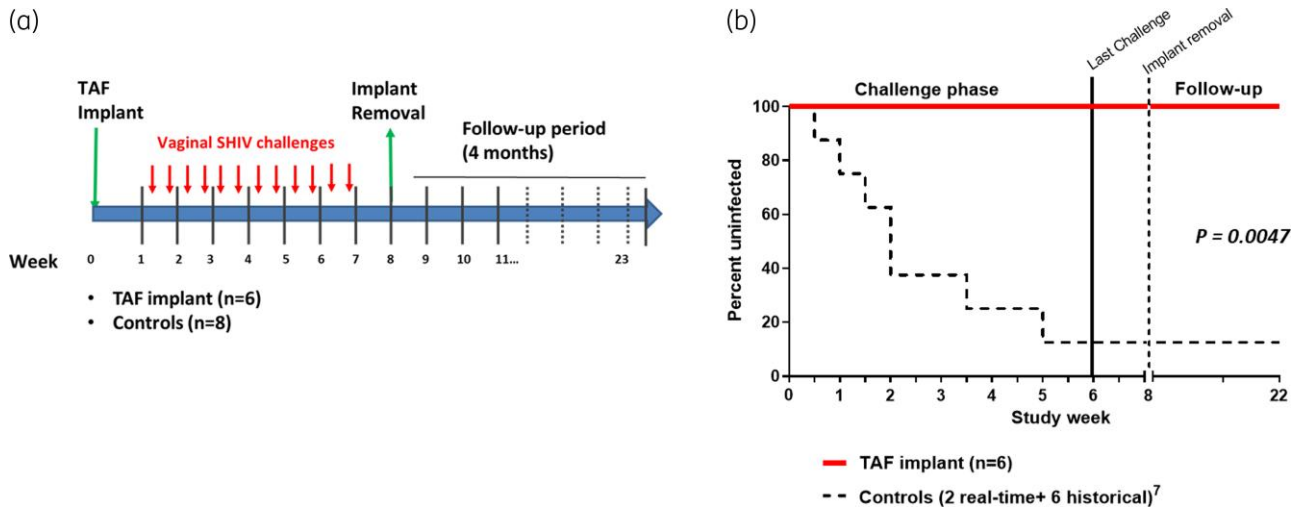 (a)
TAF
Implant
Implant
Removal
Vaginal SHIV challenges
Follow-up period
(4 months)
Week 0 1 2 3 4 5 6 7 8 9 10 11... 23
• TAF implant (n=6)
• Controls (n=8)
(b)
Last Challenge
Implant removal
Challenge phase
Follow-up
Percent uninfected
100
80
60
40
20
0
P = 0.0047
0 1 2 3 4 5 6 8 22
Study week
TAF implant (n=6)
Controls (2 real-time+ 6 historical)⁷